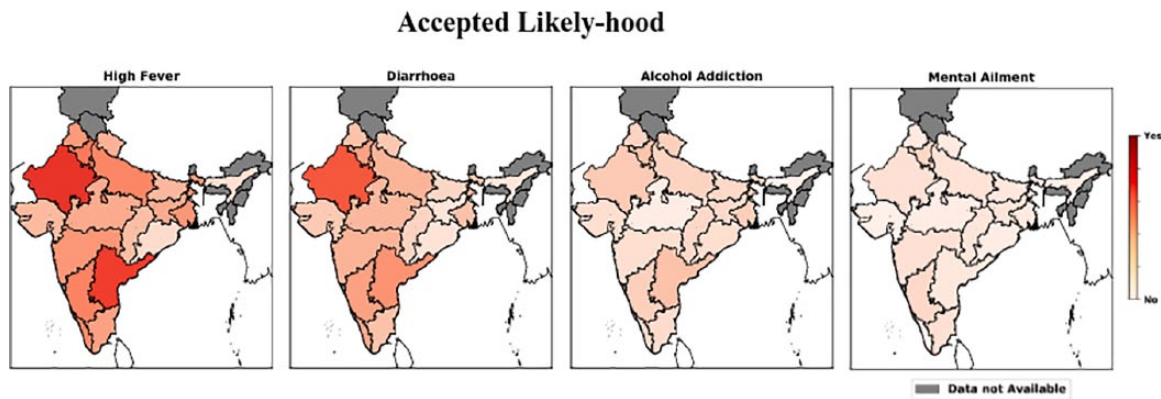 Accepted Likely-hood
High Fever
Diarrhoea
Alcohol Addiction
Mental Ailment
Yes
No
Data not Available